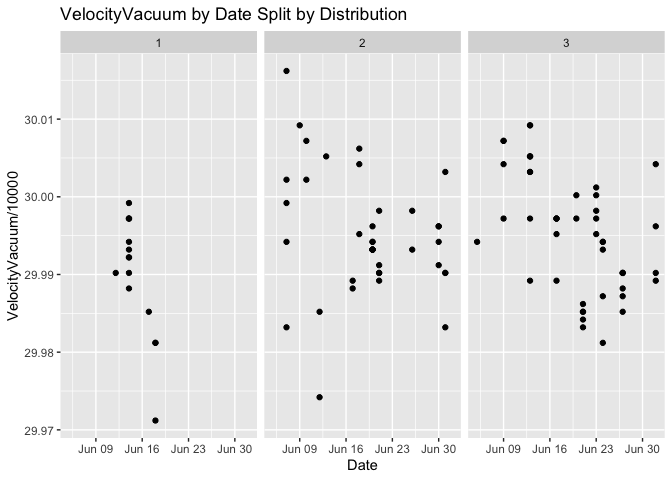 VelocityVacuum by Date Split by Distribution
1 2 3
30.01
30.00
29.99
29.98
29.97
VelocityVacuum/10000
Jun 09 Jun 16 Jun 23 Jun 30 Jun 09 Jun 16 Jun 23 Jun 30 Jun 09 Jun 16 Jun 23 Jun 30
Date